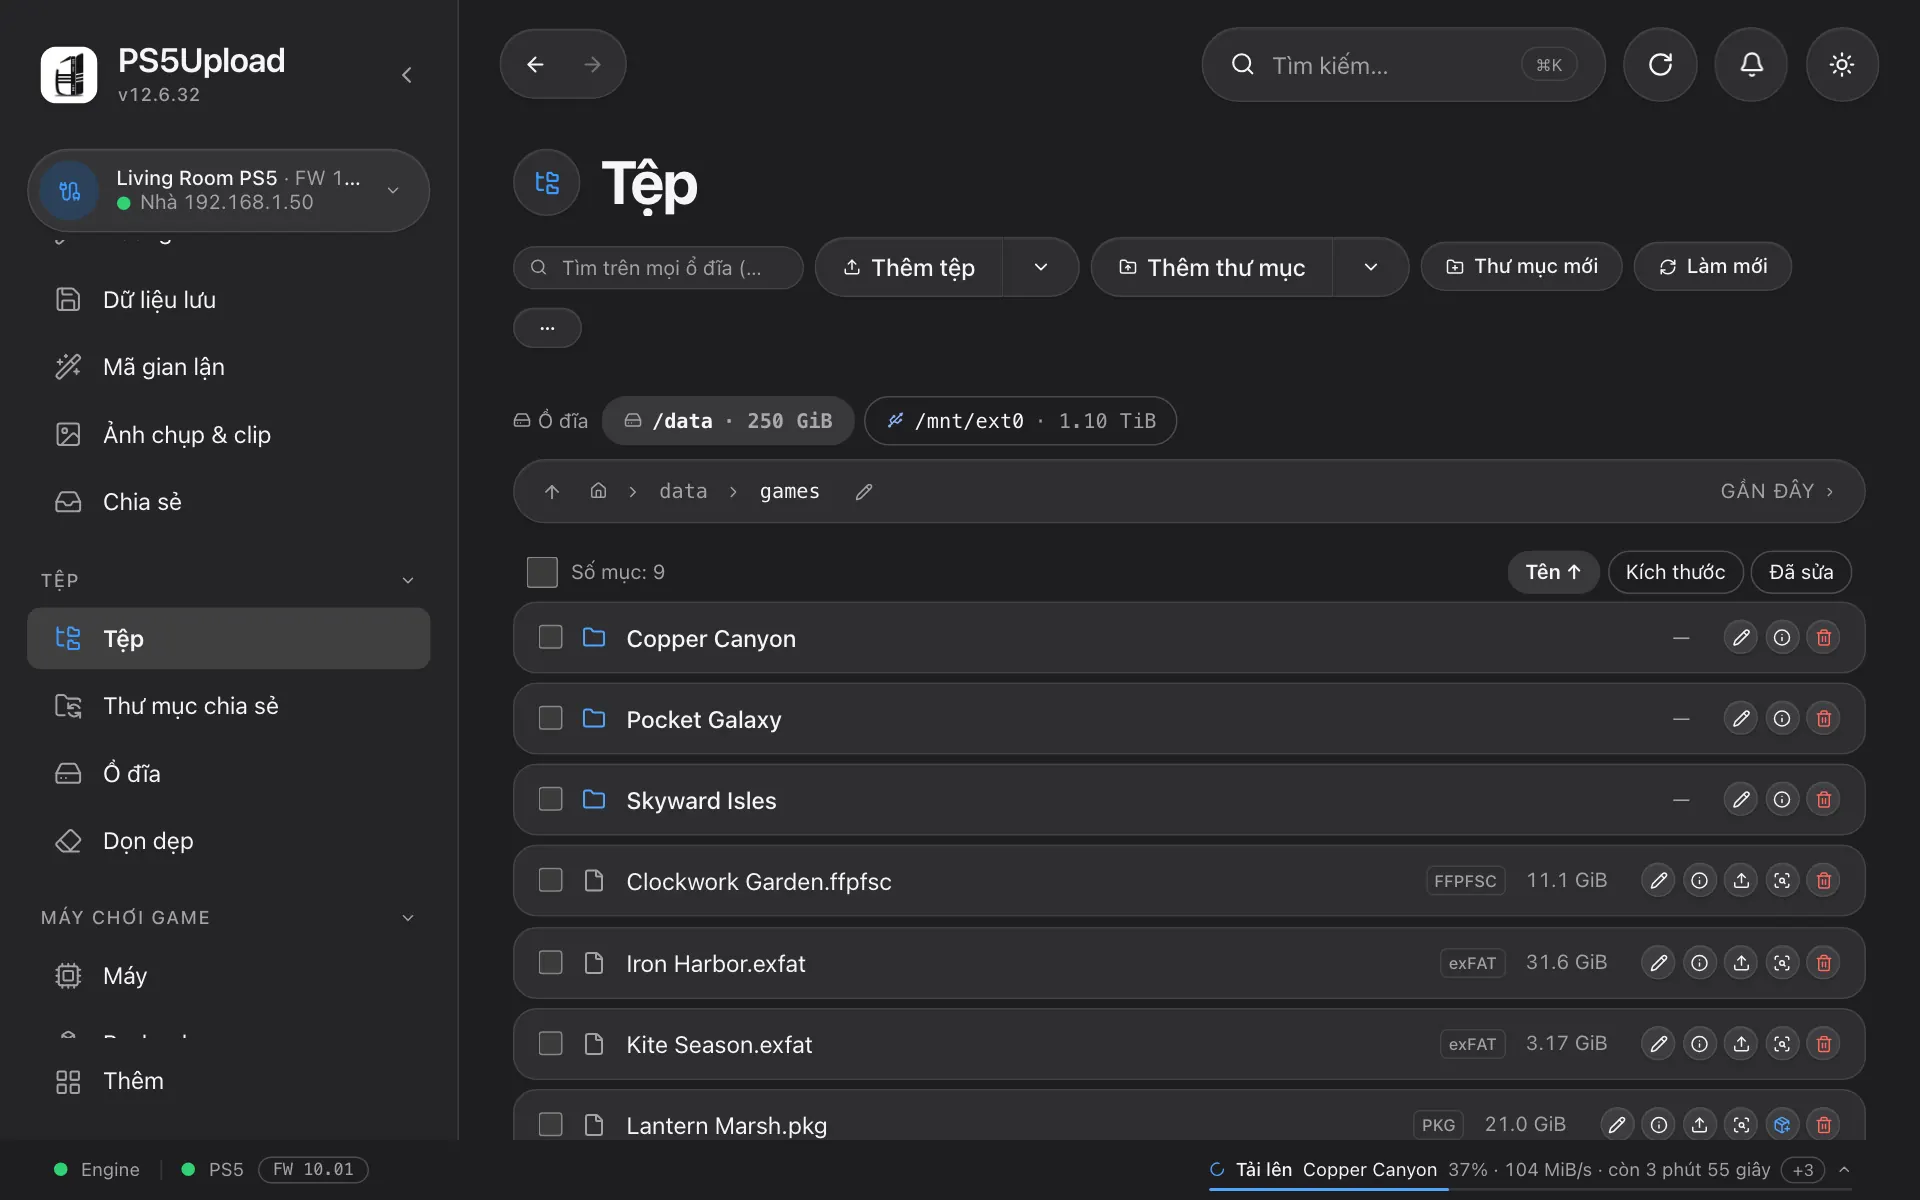 PS5Upload
v12.6.32
Living Room PS5 · FW 1...
Nhà 192.168.1.50
Dữ liệu lưu
Mã gian lận
Ảnh chụp & clip
Chia sẻ
TỆP
Tệp
Thư mục chia sẻ
Ổ đĩa
Dọn dẹp
MÁY CHƠI GAME
Máy
Thêm
Tìm kiếm...
⌘K
Tệp
Tìm trên mọi ổ đĩa (...
Thêm tệp
Thêm thư mục
Thư mục mới
Làm mới
...
Ổ đĩa
/data · 250 GiB
/mnt/ext0 · 1.10 TiB
data
games
GẦN ĐÂY
Số mục: 9
Tên ↑
Kích thước
Đã sửa
Copper Canyon —
Pocket Galaxy —
Skyward Isles —
Clockwork Garden.ffpfsc FFPFSC 11.1 GiB
Iron Harbor.exfat exFAT 31.6 GiB
Kite Season.exfat exFAT 3.17 GiB
Lantern Marsh.pkg PKG 21.0 GiB
Engine
PS5
FW 10.01
Tải lên Copper Canyon 37% · 104 MiB/s · còn 3 phút 55 giây +3